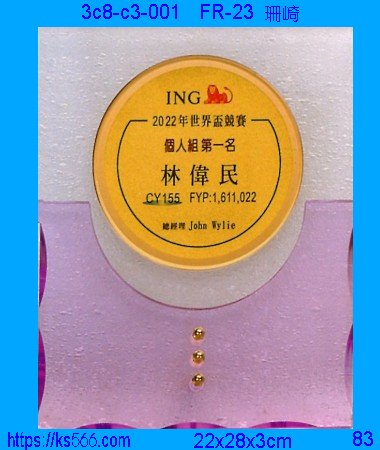 3c8-c3-001 FR-23 珊崎
ING
2022年世界盃競賽
個人組第一名
林偉民
CY155 FYP:1,611,022
總經理 John Wylie
https://ks566.com 22x28x3cm 83